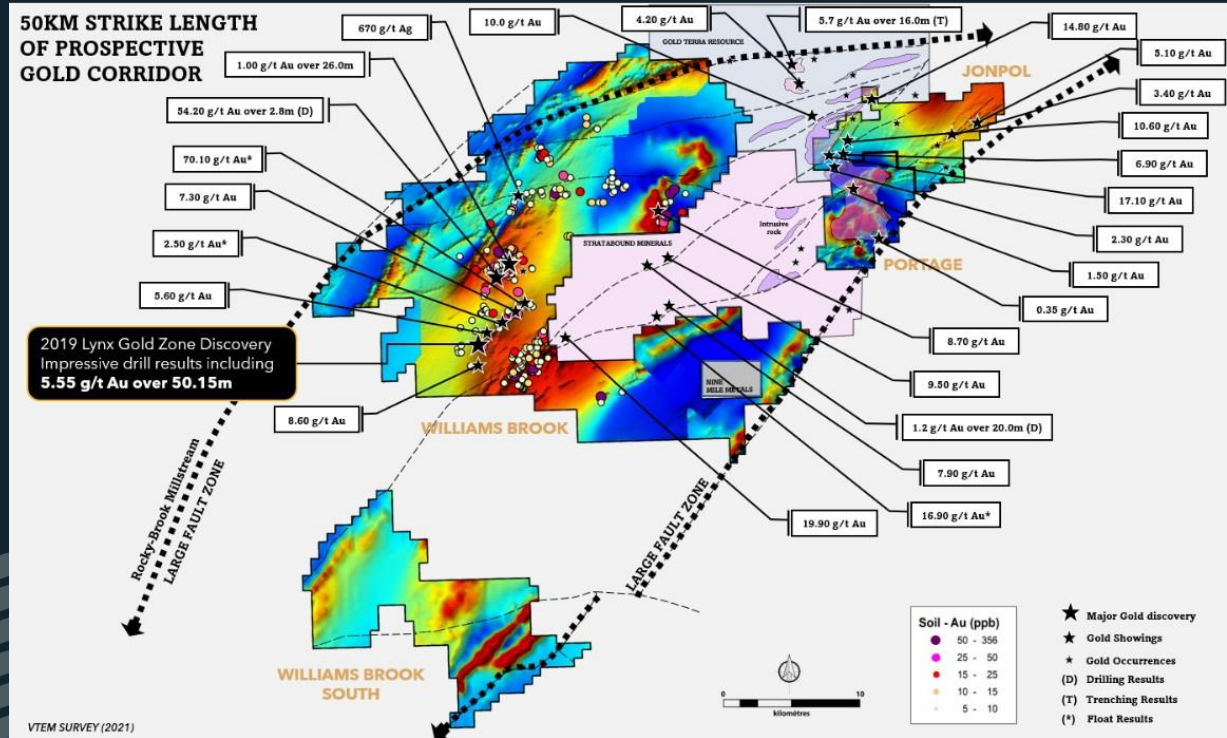 50KM STRIKE LENGTH
OF PROSPECTIVE
GOLD CORRIDOR
670 g/t Ag
10.0 g/t Au
4.20 g/t Au
5.7 g/t Au over 16.0m (T)
14.80 g/t Au
5.10 g/t Au
3.40 g/t Au
10.60 g/t Au
6.90 g/t Au
17.10 g/t Au
2.30 g/t Au
1.50 g/t Au
0.35 g/t Au
8.70 g/t Au
9.50 g/t Au
1.2 g/t Au over 20.0m (D)
7.90 g/t Au
16.90 g/t Au*
19.90 g/t Au
1.00 g/t Au over 26.0m
54.20 g/t Au over 2.8m (D)
70.10 g/t Au*
7.30 g/t Au
2.50 g/t Au*
5.60 g/t Au
2019 Lynx Gold Zone Discovery
Impressive drill results including
5.55 g/t Au over 50.15m
8.60 g/t Au
GOLD TERRA RESOURCE
JONPOL
STRATABOUND MINERALS
Intrusive
rock
PORTAGE
NINE
MILE METALS
WILLIAMS BROOK
Rocky-Brook Millstream
LARGE FAULT ZONE
LARGE FAULT ZONE
WILLIAMS BROOK
SOUTH
0
10
kilomètres
Soil - Au (ppb)
50 - 356
25 - 50
15 - 25
10 - 15
5 - 10
Major Gold discovery
Gold Showings
Gold Occurrences
(D) Drilling Results
(T) Trenching Results
(*) Float Results
VTEM SURVEY (2021)